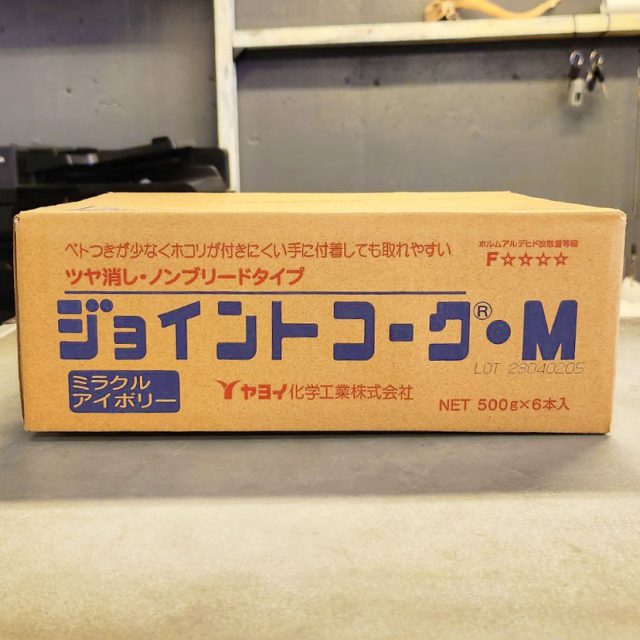 ベトつきが少なくホコリが付きにくい手に付着しても取れやすい
ホルムアルデヒド放散量等級
F☆☆☆☆
ツヤ消し・ノンブリードタイプ
ジョイントコーク®・M
LOT 23040205
ミラクル
アイボリー
ヤヨイ化学工業株式会社
NET 500g×6本入